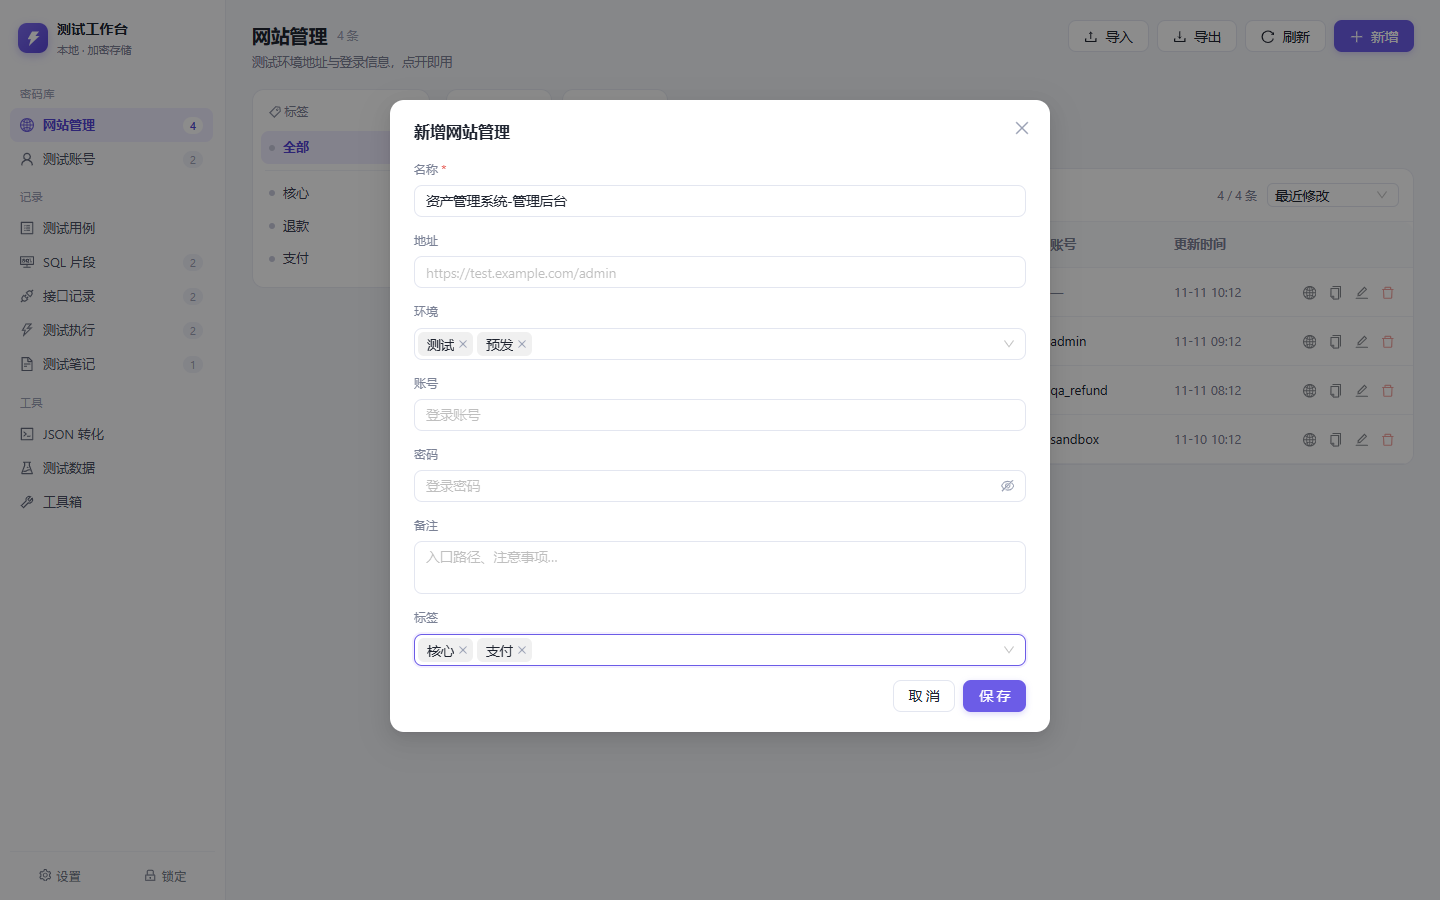 测试工作台
本地 · 加密存储
密码库
网站管理 4
测试账号 2
记录
测试用例
SQL 片段 2
接口记录 2
测试执行 2
测试笔记 1
工具
JSON 转化
测试数据
工具箱
设置 锁定
网站管理 4 条
测试环境地址与登录信息，点开即用
导入 导出 刷新 新增
标签
全部
核心
退款
支付
4 / 4 条 最近修改
账号 更新时间
— 11-11 10:12
admin 11-11 09:12
qa_refund 11-11 08:12
sandbox 11-10 10:12
新增网站管理
名称 *
资产管理系统-管理后台
地址
https://test.example.com/admin
环境
测试 预发
账号
登录账号
密码
登录密码
备注
入口路径、注意事项...
标签
核心 支付
取消 保存